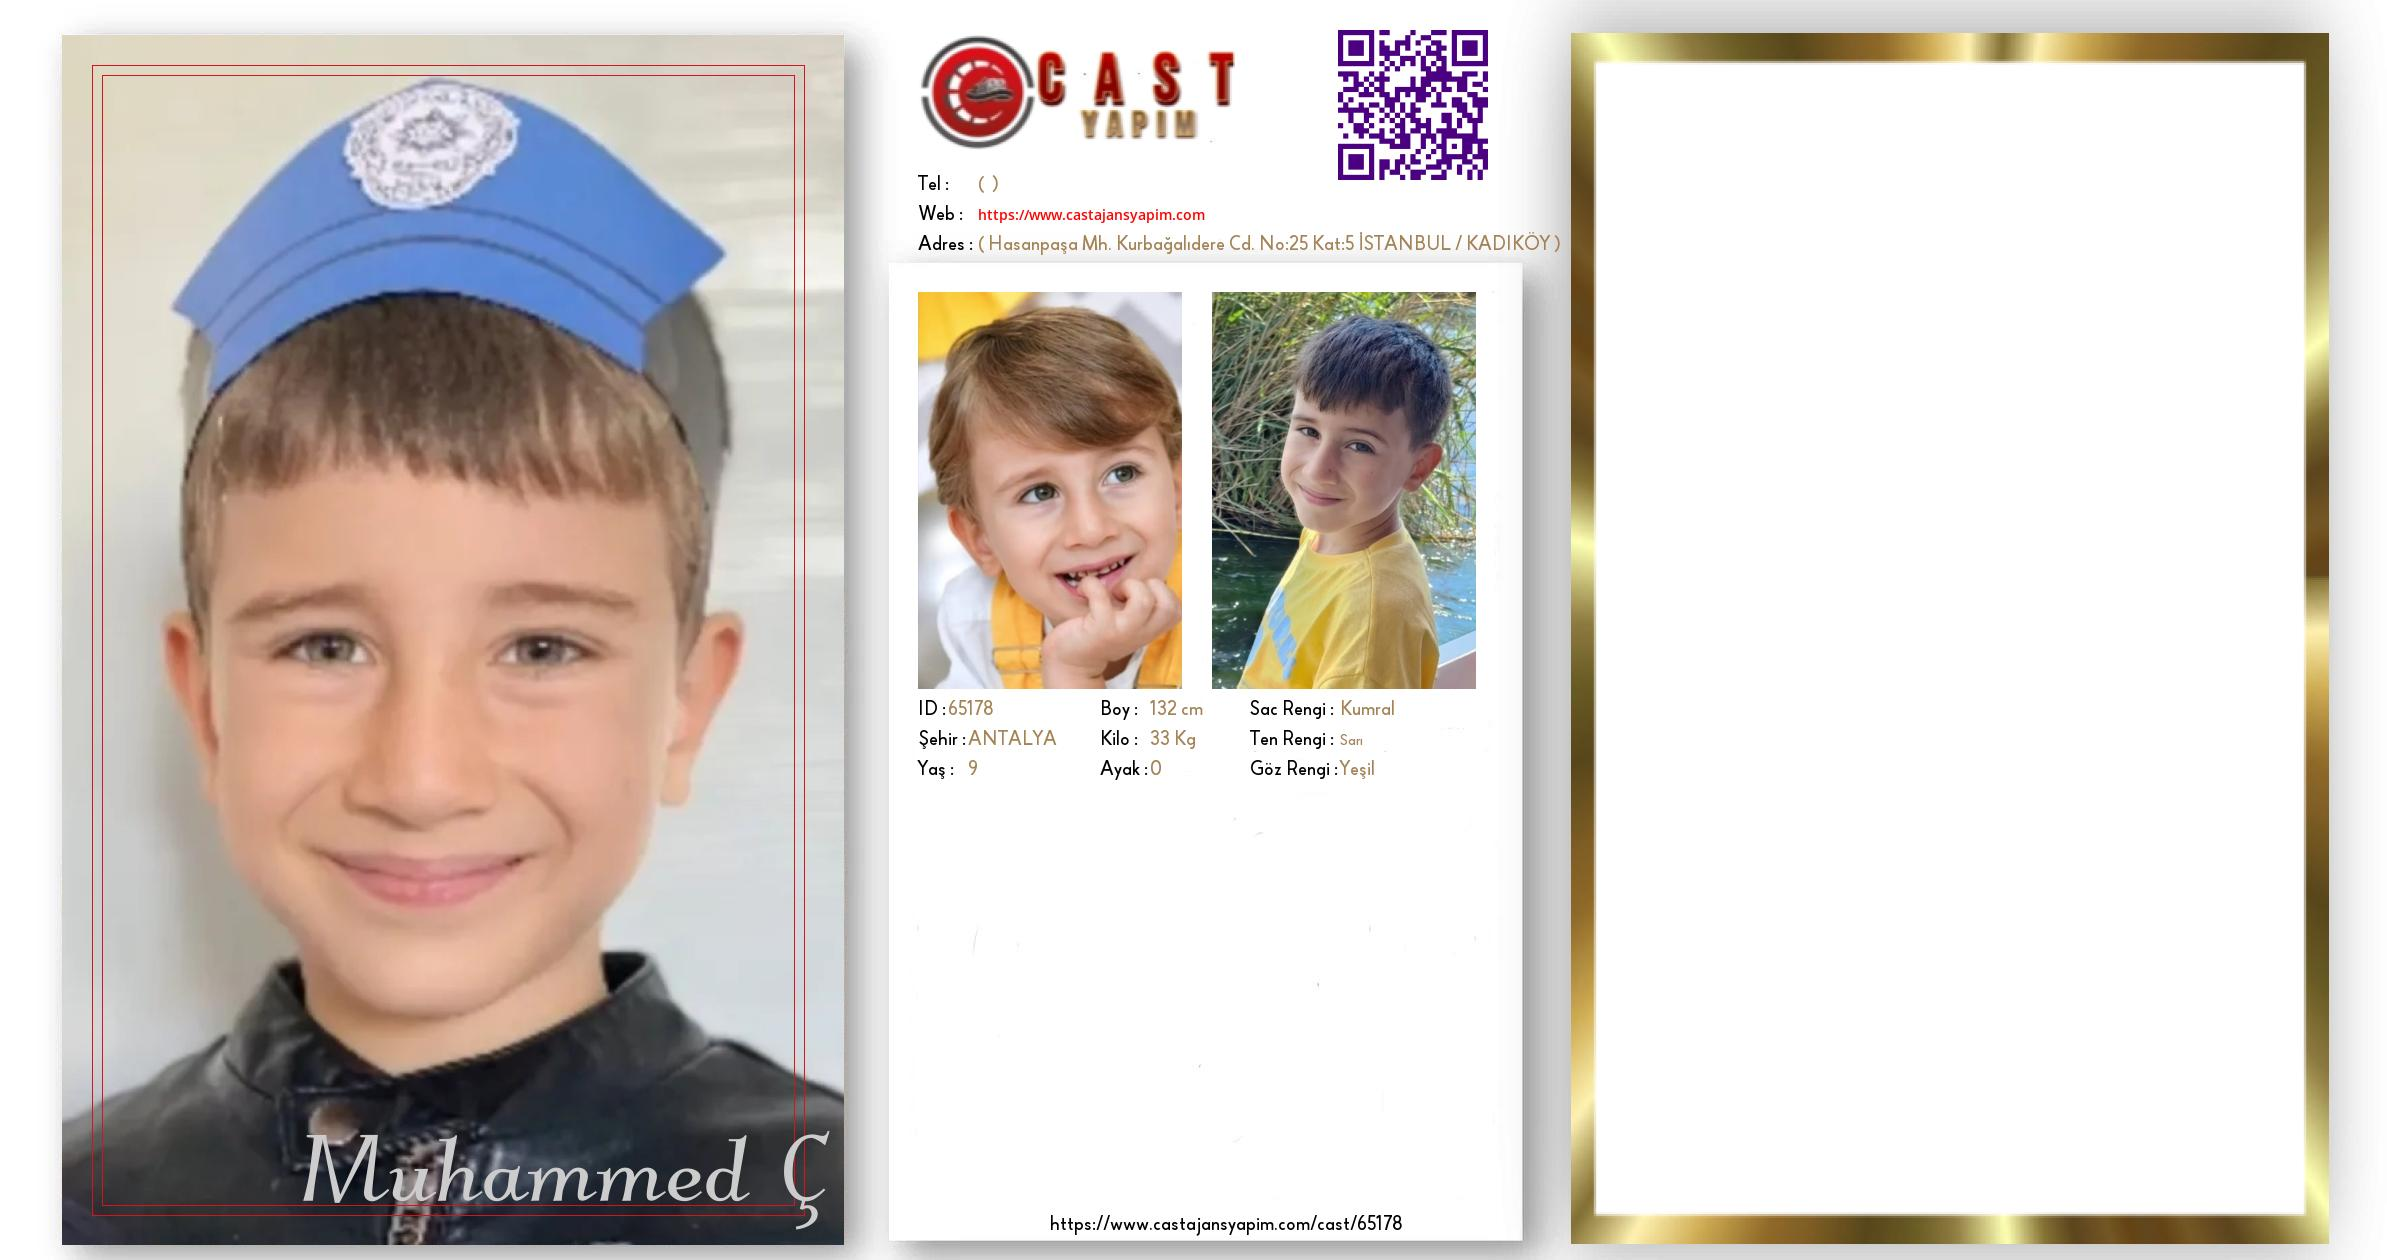 Muhammed Ç
CAST
YAPIM
Tel : ( )
Web : https://www.castajansyapim.com
Adres : ( Hasanpaşa Mh. Kurbağalıdere Cd. No:25 Kat:5 İSTANBUL / KADIKÖY )
ID : 65178 Boy : 132 cm Sac Rengi : Kumral
Şehir : ANTALYA Kilo : 33 Kg Ten Rengi : Sarı
Yaş : 9 Ayak : 0 Göz Rengi : Yeşil
https://www.castajansyapim.com/cast/65178